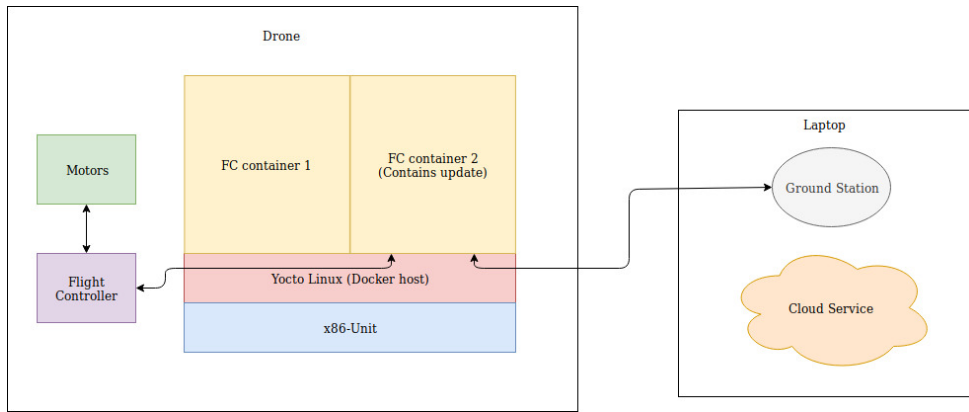 Drone
Laptop
Motors
FC container 1
FC container 2
(Contains update)
Ground Station
Flight
Controller
Yocto Linux (Docker host)
x86-Unit
Cloud Service